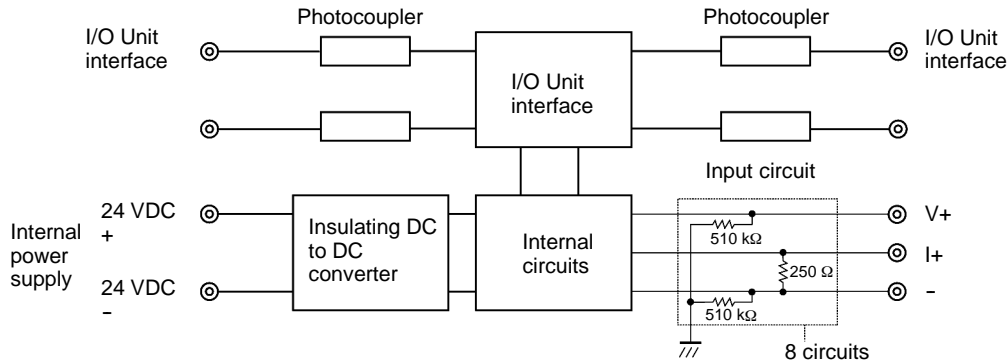 Photocoupler
Photocoupler
I/O Unit
interface
I/O Unit
interface
I/O Unit
interface
Input circuit
Internal
power
supply
24 VDC
+
24 VDC
−
Insulating DC
to DC
converter
Internal
circuits
510 kΩ
250 Ω
510 kΩ
V+
I+
−
8 circuits